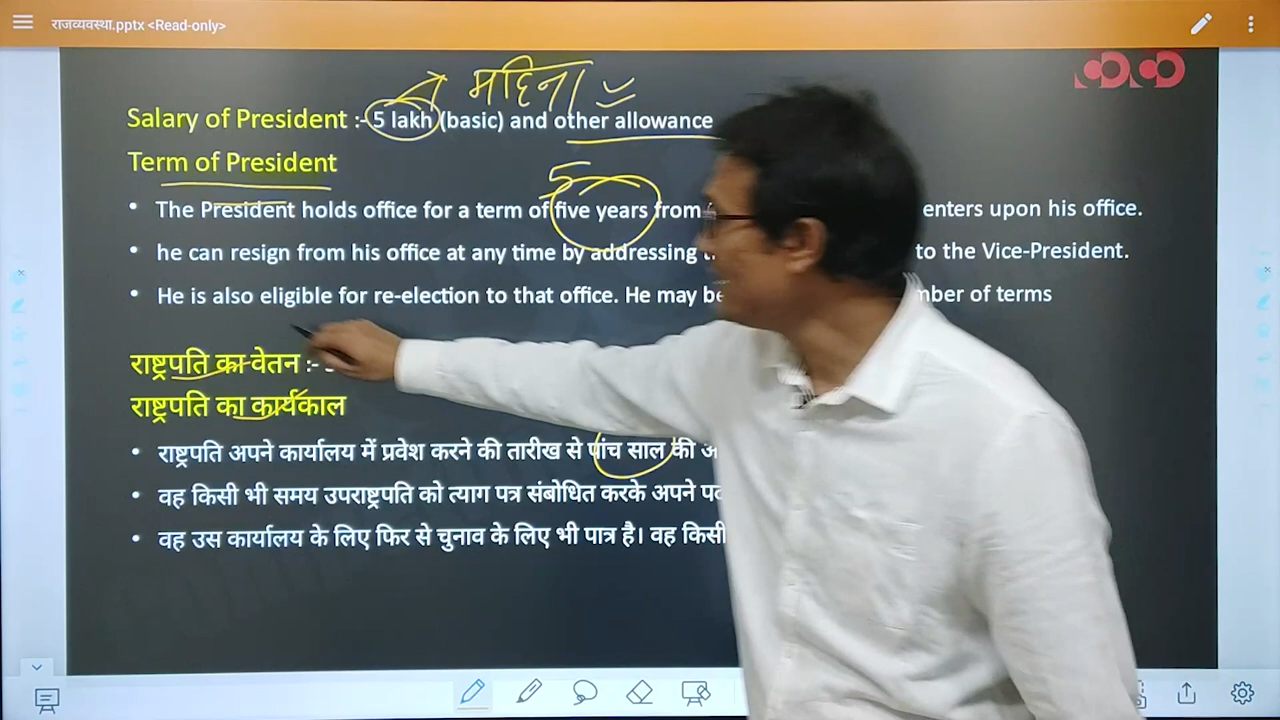 राजव्यवस्था.pptx <Read-only>
महिना
Salary of President :- 5 lakh (basic) and other allowance
Term of President
5
• The President holds office for a term of five years from enters upon his office.
• he can resign from his office at any time by addressing to the Vice-President.
• He is also eligible for re-election to that office. He may be of terms
राष्ट्रपति का वेतन :-
राष्ट्रपति का कार्यकाल
• राष्ट्रपति अपने कार्यालय में प्रवेश करने की तारीख से पांच साल की
• वह किसी भी समय उपराष्ट्रपति को त्याग पत्र संबोधित करके अपने
• वह उस कार्यालय के लिए फिर से चुनाव के लिए भी पात्र है। वह किसी